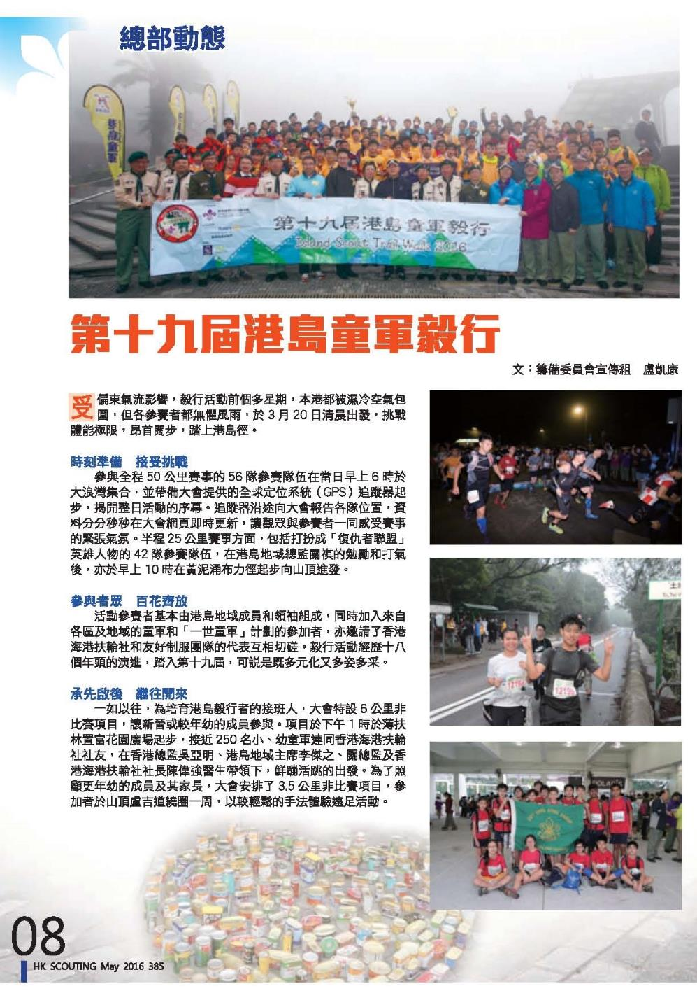 總部動態
巷島童軍
第十九屆港島童軍毅行
Island Scout Trail Walk 2016
第十九屆港島童軍毅行
文：籌備委員會宣傳組　盧凱康
受偏東氣流影響，毅行活動前個多星期，本港都被濕冷空氣包
圍，但各參賽者都無懼風雨，於 3 月 20 日清晨出發，挑戰
體能極限，昂首闊步，踏上港島徑。
時刻準備　接受挑戰
參與全程 50 公里賽事的 56 隊參賽隊伍在當日早上 6 時於
大浪灣集合，並帶備大會提供的全球定位系統（GPS）追蹤器起
步，揭開整日活動的序幕。追蹤器沿途向大會報告各隊位置，資
料分分秒秒在大會網頁即時更新，讓觀眾與參賽者一同感受賽事
的緊張氣氛。半程 25 公里賽事方面，包括打扮成「復仇者聯盟」
英雄人物的 42 隊參賽隊伍，在港島地域總監關祺的勉勵和打氣
後，亦於早上 10 時在黃泥涌布力徑起步向山頂進發。
參與者眾　百花齊放
活動參賽者基本由港島地域成員和領袖組成，同時加入來自
各區及地域的童軍和「一世童軍」計劃的參加者，亦邀請了香港
海港扶輪社和友好制服團隊的代表互相切磋。毅行活動經歷十八
個年頭的演進，踏入第十九屆，可說是既多元化又多姿多采。
承先啟後　繼往開來
一如以往，為培育港島毅行者的接班人，大會特設 6 公里非
比賽項目，讓新晉或較年幼的成員參與。項目於下午 1 時於薄扶
林置富花園廣場起步，接近 250 名小、幼童軍連同香港海港扶輪
社社友，在香港總監吳亞明、港島地域主席李傑之、關總監及香
港海港扶輪社社長陳偉強醫生帶領下，鮮蹦活跳的出發。為了照
顧更年幼的成員及其家長，大會安排了 3.5 公里非比賽項目，參
加者於山頂盧吉道繞圈一周，以較輕鬆的手法體驗遠足活動。
08
HK SCOUTING May 2016 385